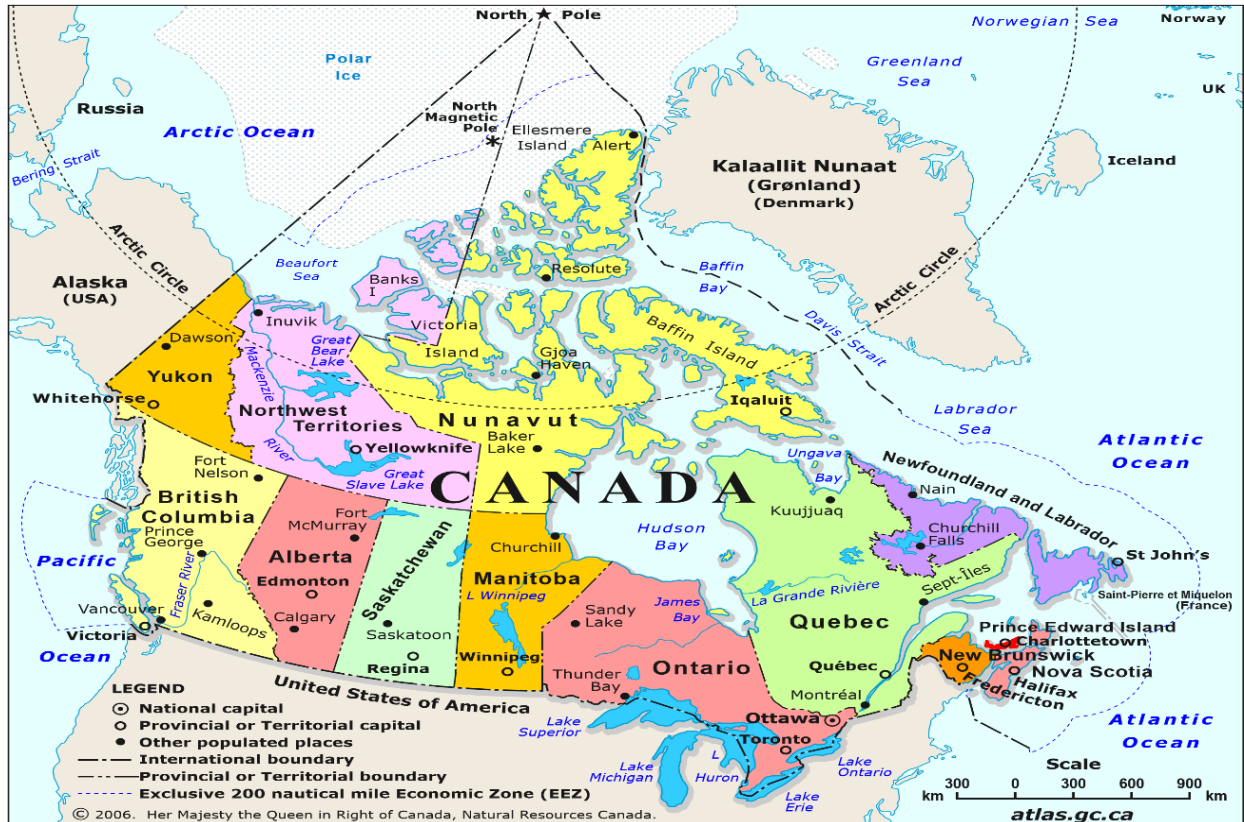 North Pole
Norwegian Sea
Norway
Polar
Ice
Greenland
Sea
UK
Russia
North
Magnetic
Pole
Arctic Ocean
Ellesmere
Island
Alert
Bering Strait
Kalaallit Nunaat
(Grønland)
(Denmark)
Iceland
Arctic Circle
Beaufort
Sea
Alaska
(USA)
Banks
I
Resolute
Baffin
Bay
Arctic Circle
Inuvik
Victoria
Island
Baffin Island
Davis Strait
Dawson
Great
Bear
Lake
Gjoa
Haven
Yukon
Mackenzie
River
Whitehorse
Northwest
Territories
Nunavut
Iqaluit
Labrador
Sea
Yellowknife
Baker
Lake
Atlantic
Ocean
Fort
Nelson
Great
Slave Lake
CANADA
Ungava
Bay
Newfoundland and Labrador
British
Columbia
Fort
McMurray
Nain
Kuujjuaq
Prince
George
Hudson
Bay
Churchill
Churchill
Falls
Pacific
Ocean
Alberta
Saskatchewan
Manitoba
St John's
Edmonton
L Winnipeg
La Grande Rivière
Sept-Îles
Saint-Pierre et Miquelon
(France)
Fraser River
Vancouver
Kamloops
Calgary
Sandy
Lake
James
Bay
Quebec
Prince Edward Island
Charlottetown
Victoria
Saskatoon
Regina
Winnipeg
Ontario
Québec
New Brunswick
Nova Scotia
Halifax
Fredericton
United States of America
Thunder
Bay
Montréal
Ottawa
Toronto
Lake
Superior
Lake
Michigan
L
Huron
Lake
Ontario
Lake
Erie
Atlantic
Ocean
LEGEND
National capital
Provincial or Territorial capital
Other populated places
International boundary
Provincial or Territorial boundary
Exclusive 200 nautical mile Economic Zone (EEZ)
Scale
300 0 300 600 900
km km
© 2006. Her Majesty the Queen in Right of Canada, Natural Resources Canada.
atlas.gc.ca